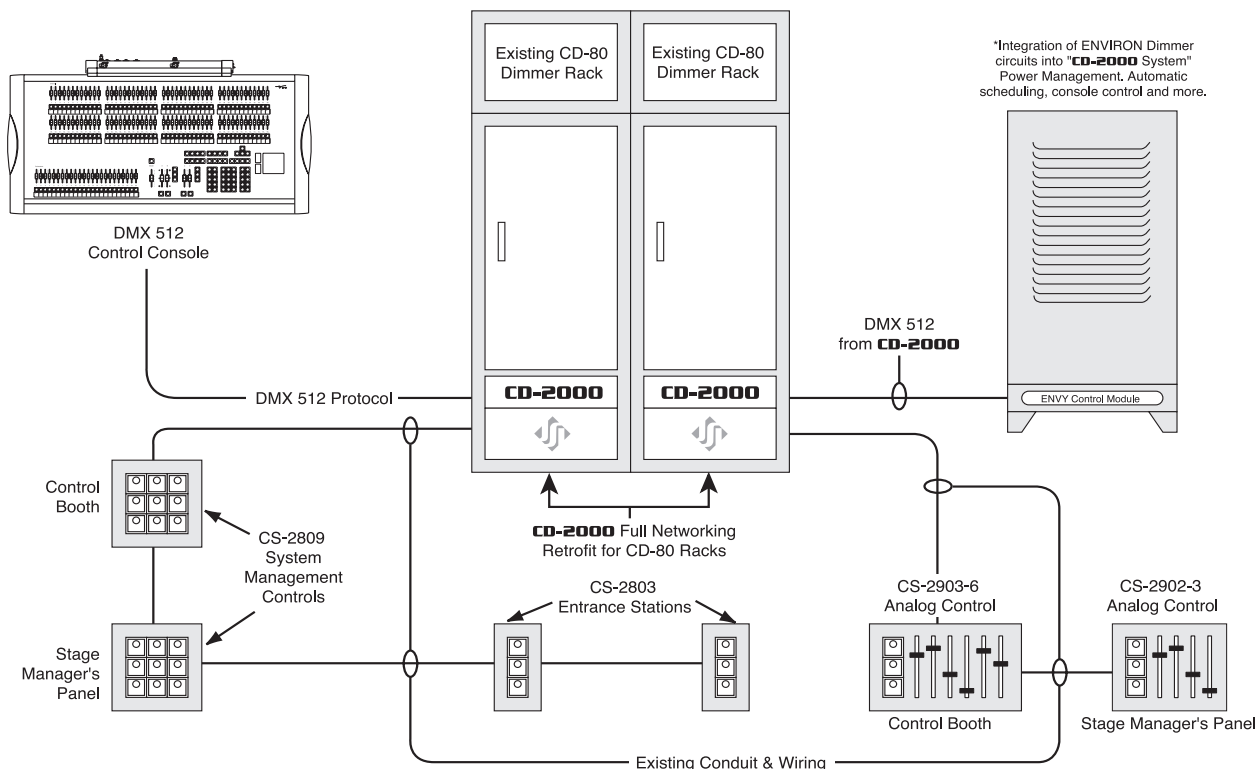 Existing CD-80
Dimmer Rack
Existing CD-80
Dimmer Rack
*Integration of ENVIRON Dimmer
circuits into "CD-2000 System"
Power Management. Automatic
scheduling, console control and more.
DMX 512
Control Console
DMX 512
from CD-2000
DMX 512 Protocol
CD-2000
CD-2000
ENVY Control Module
Control
Booth
CD-2000 Full Networking
Retrofit for CD-80 Racks
CS-2809
System
Management
Controls
CS-2803
Entrance Stations
CS-2903-6
Analog Control
CS-2902-3
Analog Control
Stage
Manager's
Panel
Control Booth
Stage Manager's Panel
Existing Conduit & Wiring